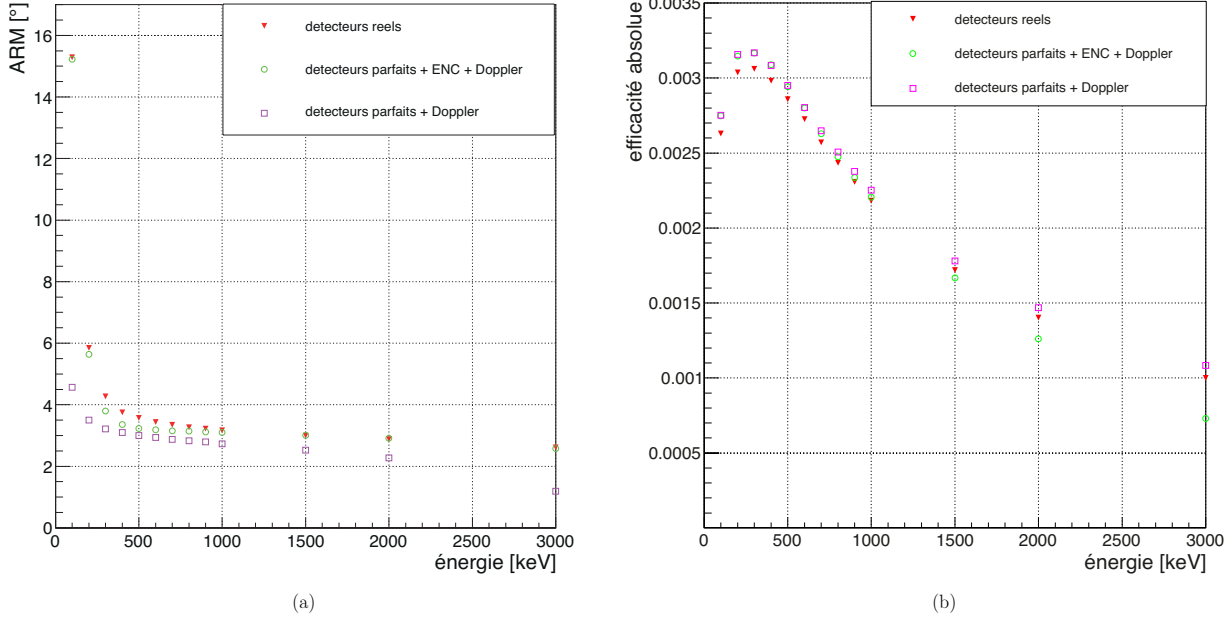 ARM [°]
16
14
12
10
8
6
4
2
0
0 500 1000 1500 2000 2500 3000
énergie [keV]
detecteurs reels
detecteurs parfaits + ENC + Doppler
detecteurs parfaits + Doppler
(a)
efficacité absolue
0.0035
0.003
0.0025
0.002
0.0015
0.001
0.0005
0
0 500 1000 1500 2000 2500 3000
énergie [keV]
detecteurs reels
detecteurs parfaits + ENC + Doppler
detecteurs parfaits + Doppler
(b)